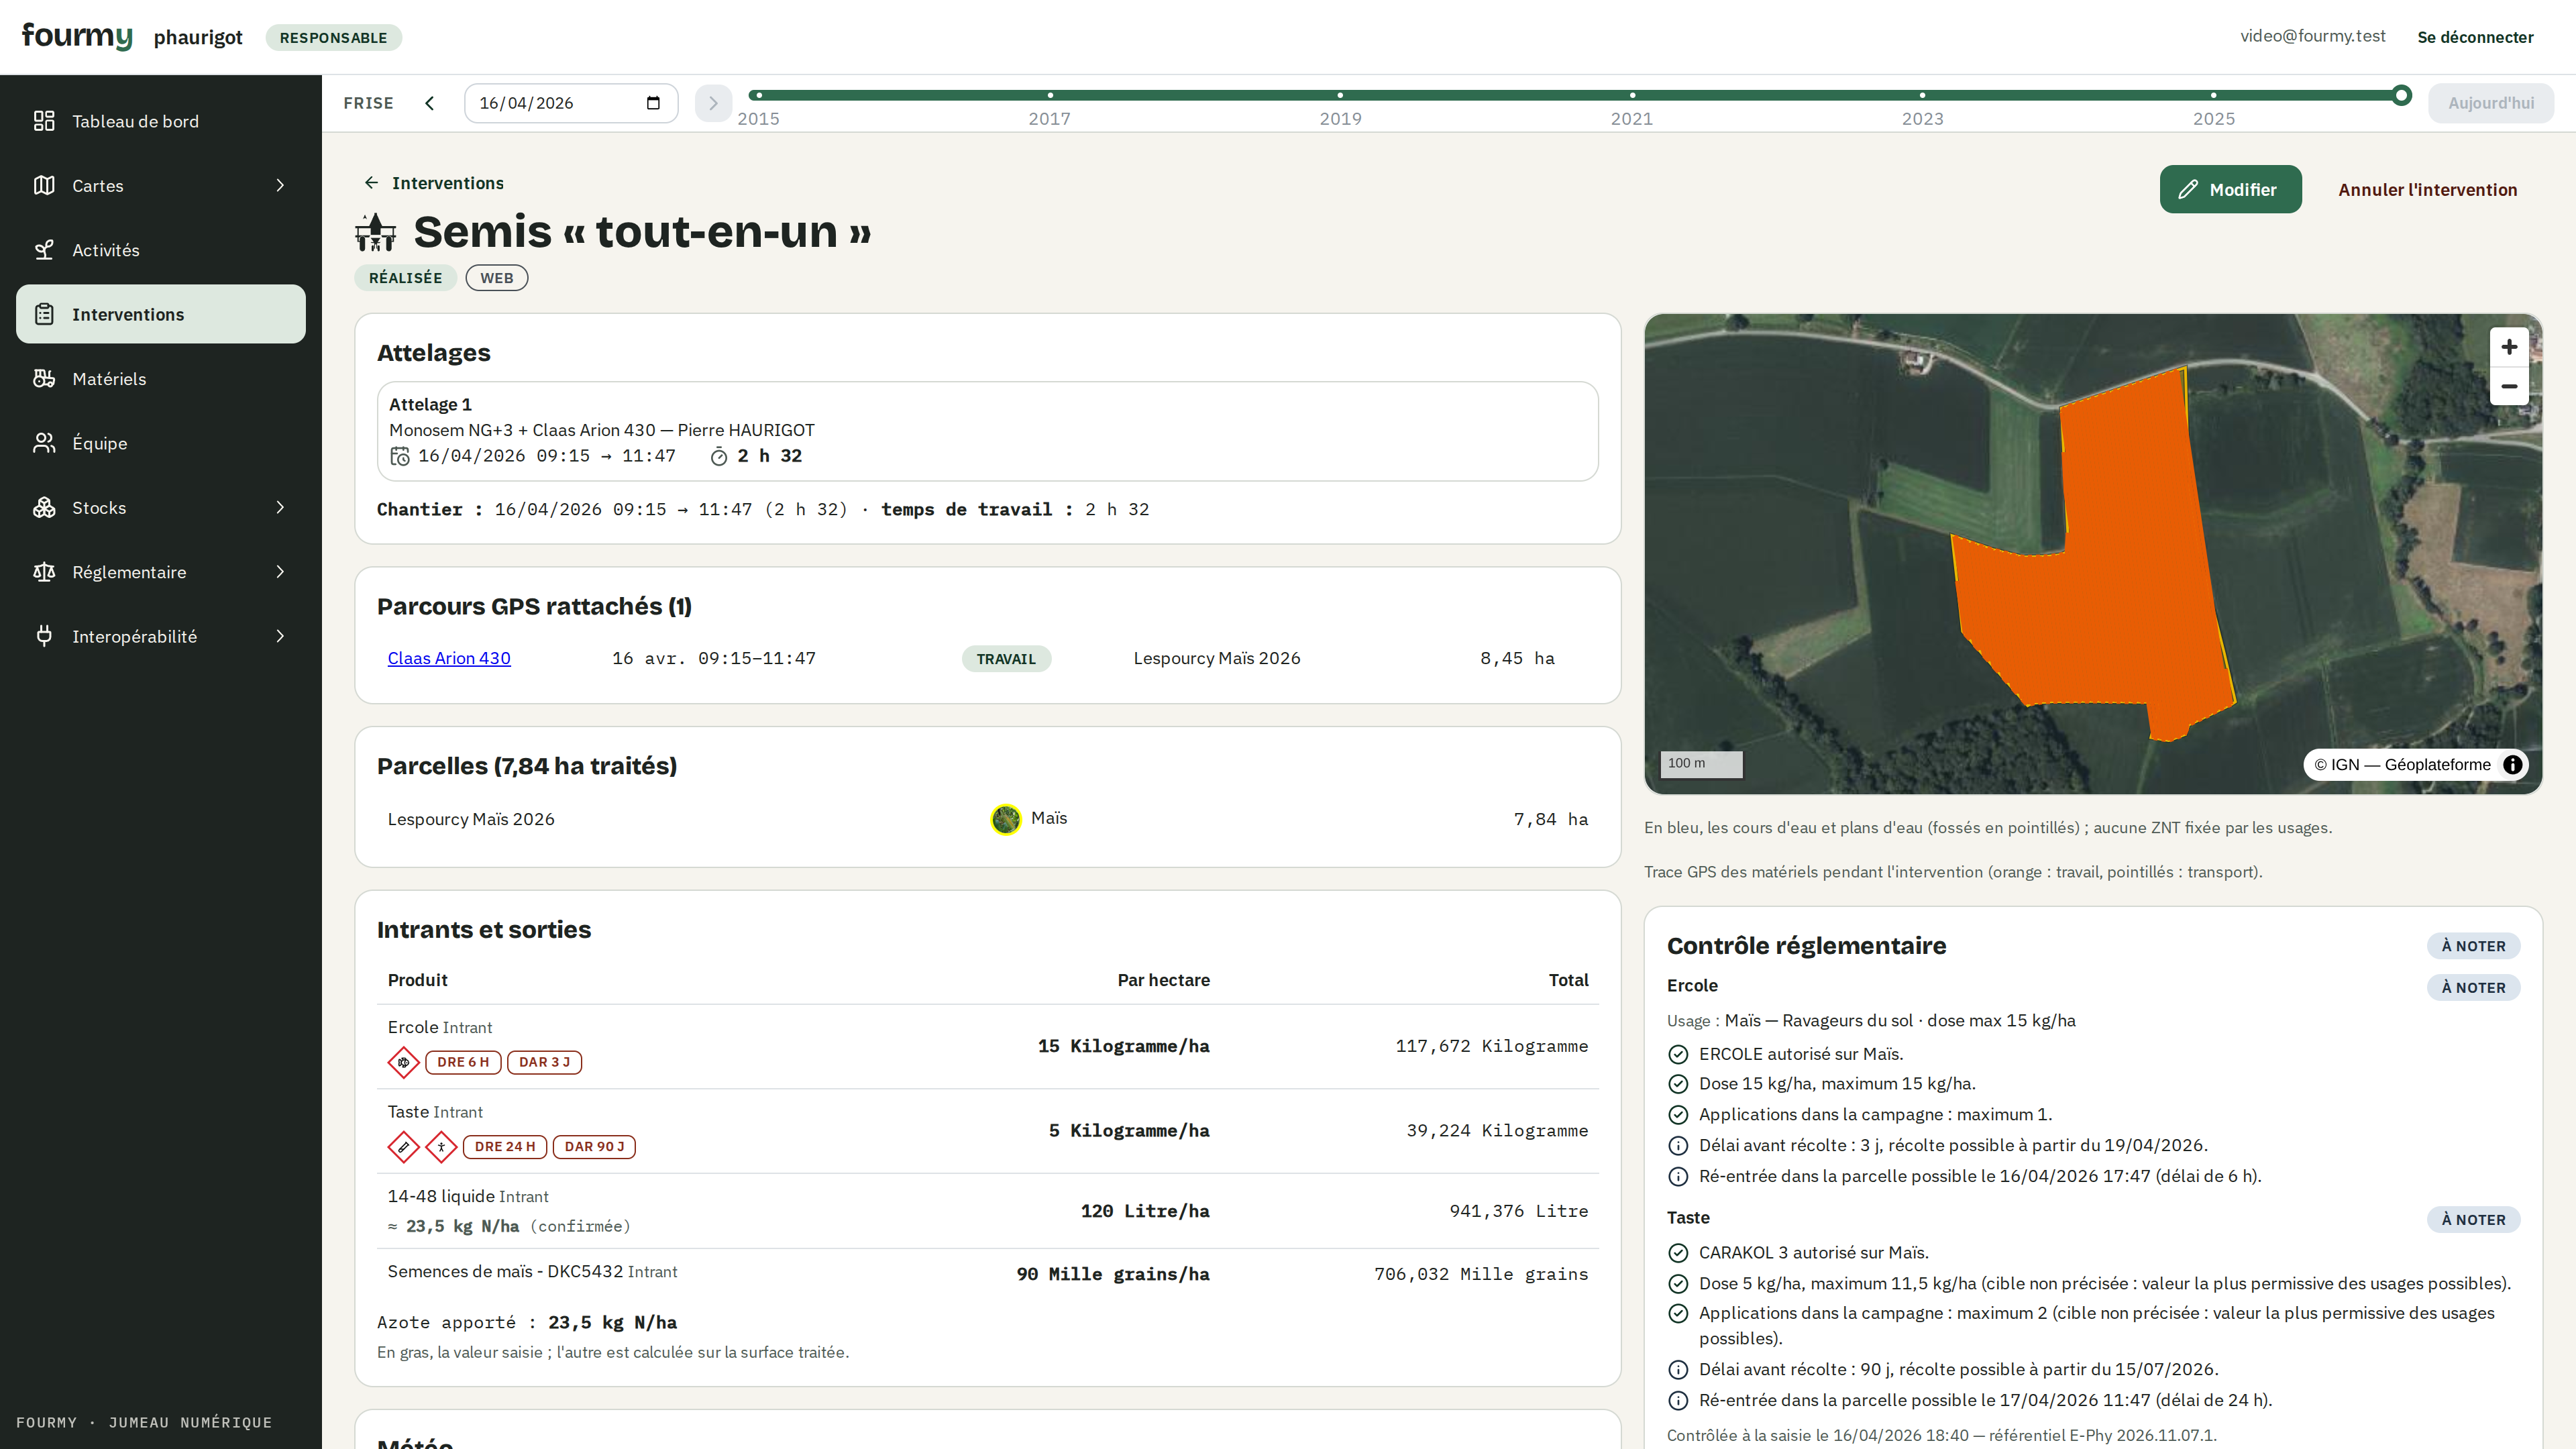 fourmy phaurigot RESPONSABLE
video@fourmy.test Se déconnecter
FRISE 16/04/2026 2015 2017 2019 2021 2023 2025 Aujourd'hui
Tableau de bord
Cartes
Activités
Interventions
Matériels
Équipe
Stocks
Réglementaire
Interopérabilité
FOURMY · JUMEAU NUMÉRIQUE
Interventions
Modifier Annuler l'intervention
Semis « tout-en-un »
RÉALISÉE WEB
Attelages
Attelage 1
Monosem NG+3 + Claas Arion 430 — Pierre HAURIGOT
16/04/2026 09:15 → 11:47 2 h 32
Chantier : 16/04/2026 09:15 → 11:47 (2 h 32) · temps de travail : 2 h 32
Parcours GPS rattachés (1)
Claas Arion 430 16 avr. 09:15–11:47 TRAVAIL Lespourcy Maïs 2026 8,45 ha
Parcelles (7,84 ha traités)
Lespourcy Maïs 2026 Maïs 7,84 ha
Intrants et sorties
Produit Par hectare Total
Ercole Intrant 15 Kilogramme/ha 117,672 Kilogramme
DRE 6 H DAR 3 J
Taste Intrant 5 Kilogramme/ha 39,224 Kilogramme
DRE 24 H DAR 90 J
14-48 liquide Intrant 120 Litre/ha 941,376 Litre
≈ 23,5 kg N/ha (confirmée)
Semences de maïs - DKC5432 Intrant 90 Mille grains/ha 706,032 Mille grains
Azote apporté : 23,5 kg N/ha
En gras, la valeur saisie ; l'autre est calculée sur la surface traitée.
Météo
100 m
© IGN — Géoplateforme
En bleu, les cours d'eau et plans d'eau (fossés en pointillés) ; aucune ZNT fixée par les usages.
Trace GPS des matériels pendant l'intervention (orange : travail, pointillés : transport).
Contrôle réglementaire À NOTER
Ercole À NOTER
Usage : Maïs — Ravageurs du sol · dose max 15 kg/ha
ERCOLE autorisé sur Maïs.
Dose 15 kg/ha, maximum 15 kg/ha.
Applications dans la campagne : maximum 1.
Délai avant récolte : 3 j, récolte possible à partir du 19/04/2026.
Ré-entrée dans la parcelle possible le 16/04/2026 17:47 (délai de 6 h).
Taste À NOTER
CARAKOL 3 autorisé sur Maïs.
Dose 5 kg/ha, maximum 11,5 kg/ha (cible non précisée : valeur la plus permissive des usages possibles).
Applications dans la campagne : maximum 2 (cible non précisée : valeur la plus permissive des usages
possibles).
Délai avant récolte : 90 j, récolte possible à partir du 15/07/2026.
Ré-entrée dans la parcelle possible le 17/04/2026 11:47 (délai de 24 h).
Contrôlée à la saisie le 16/04/2026 18:40 — référentiel E-Phy 2026.11.07.1.